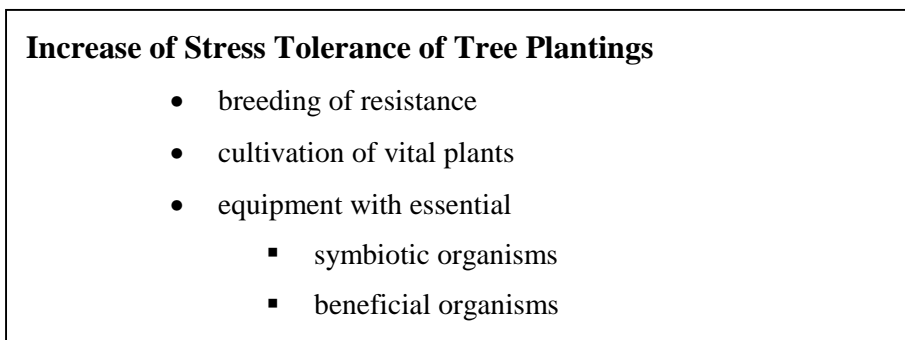 Increase of Stress Tolerance of Tree Plantings
• breeding of resistance
• cultivation of vital plants
• equipment with essential
▪ symbiotic organisms
▪ beneficial organisms